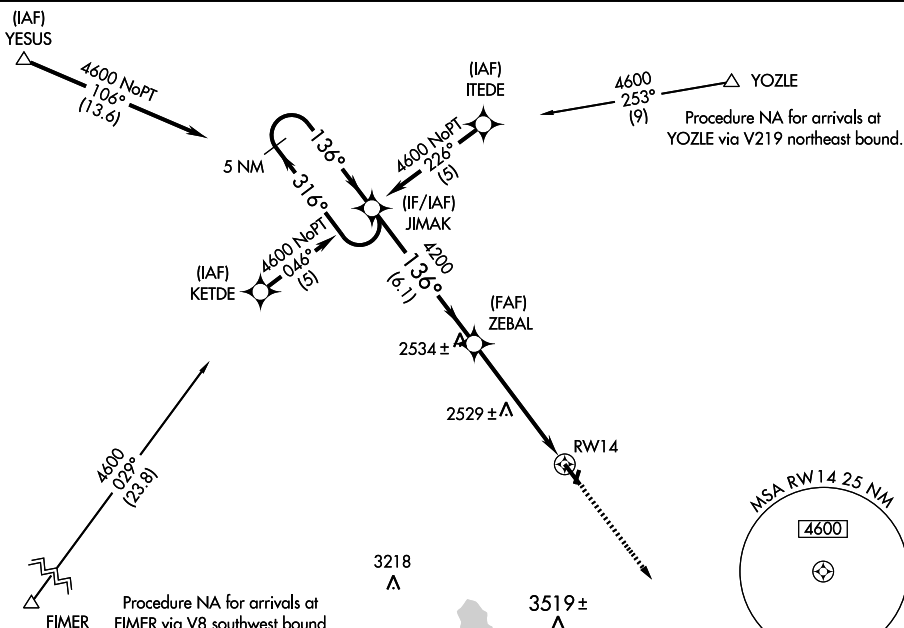 (IAF)
YESUS
4600 NoPT
106°
(13.6)
(IAF)
ITEDE
4600
253°
(9)
YOZLE
Procedure NA for arrivals at
YOZLE via V219 northeast bound.
136°
4600 NoPT
226°
(5)
5 NM
316°
(IF/IAF)
JIMAK
4600 NoPT
046°
(5)
(IAF)
KETDE
4200
136°
(6.1)
(FAF)
ZEBAL
2534 ±
2529 ±
RW14
4600
029°
(23.8)
MSA RW14 25 NM
4600
3218
3519 ±
FIMER
Procedure NA for arrivals at
FIMER via V8 southwest bound